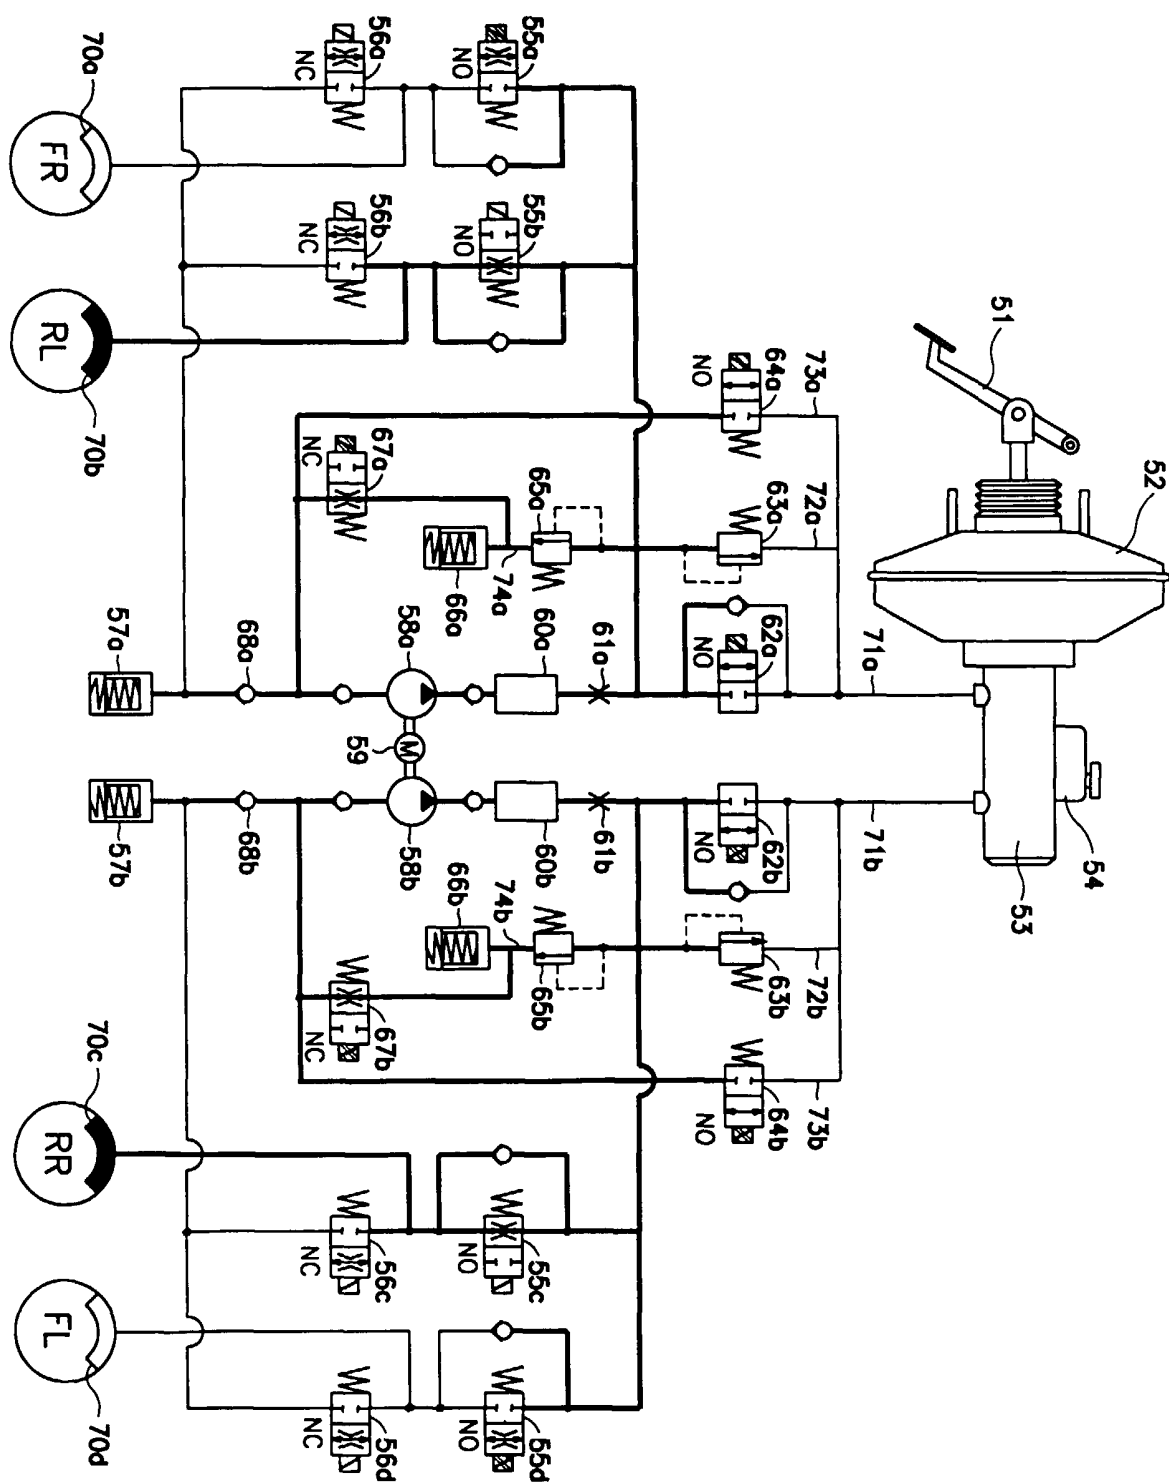 51
52
53
54
71a
71b
73a
72a
72b
73b
64a
NO
63a
62a
NO
62b
NO
63b
64b
NO
61a
61b
65a
74a
65b
74b
60a
60b
66a
66b
67a
NC
67b
NC
58a
58b
59
M
68a
68b
57a
57b
55a
NO
55b
NO
55c
NO
55d
NO
56a
NC
56b
NC
56c
NC
56d
NC
70a
FR
70b
RL
70c
RR
70d
FL